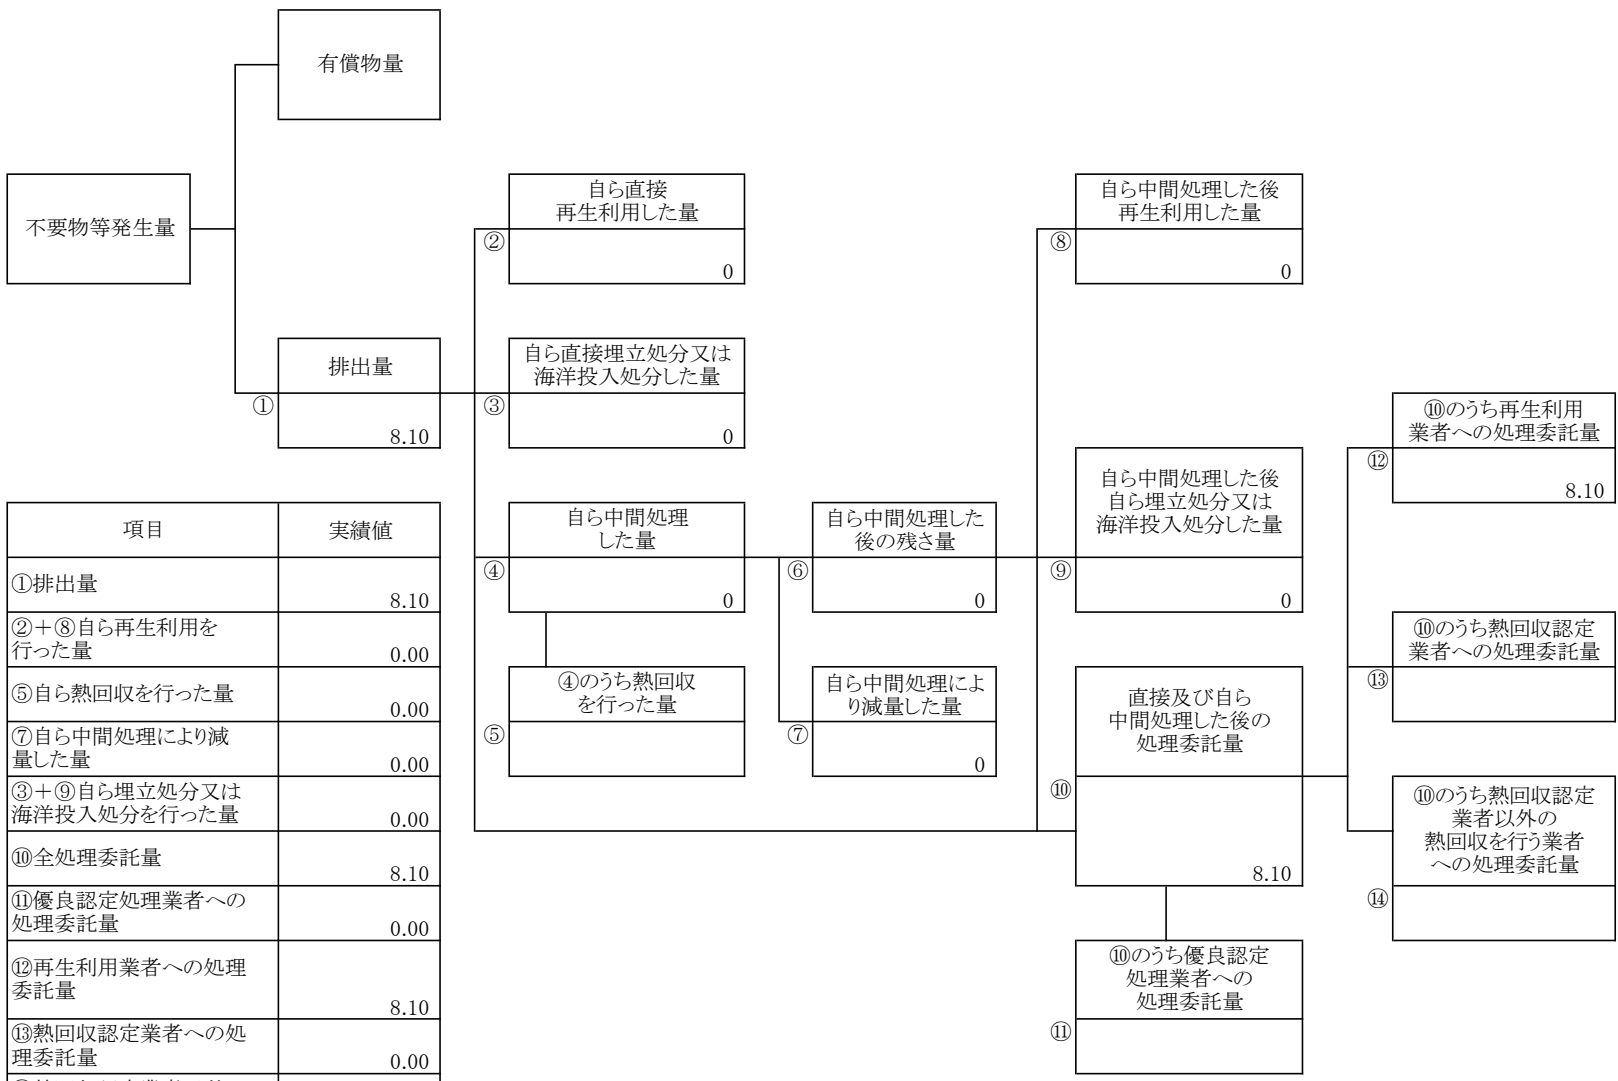 有償物量
不要物等発生量
排出量
①
8.10
自ら直接
再生利用した量
②
0
自ら直接埋立処分又は
海洋投入処分した量
③
0
自ら中間処理
した量
④
0
④のうち熱回収
を行った量
⑤
自ら中間処理した
後の残さ量
⑥
0
自ら中間処理によ
り減量した量
⑦
0
自ら中間処理した後
再生利用した量
⑧
0
自ら中間処理した後
自ら埋立処分又は
海洋投入処分した量
⑨
0
直接及び自ら
中間処理した後の
処理委託量
⑩
8.10
⑩のうち優良認定
処理業者への
処理委託量
⑪
⑩のうち再生利用
業者への処理委託量
⑫
8.10
⑩のうち熱回収認定
業者への処理委託量
⑬
⑩のうち熱回収認定
業者以外の
熱回収を行う業者
への処理委託量
⑭
項目 実績値
①排出量
8.10
②＋⑧自ら再生利用を
行った量
0.00
⑤自ら熱回収を行った量
0.00
⑦自ら中間処理により減
量した量
0.00
③＋⑨自ら埋立処分又は
海洋投入処分を行った量
0.00
⑩全処理委託量
8.10
⑪優良認定処理業者への
処理委託量
0.00
⑫再生利用業者への処理
委託量
8.10
⑬熱回収認定業者への処
理委託量
0.00